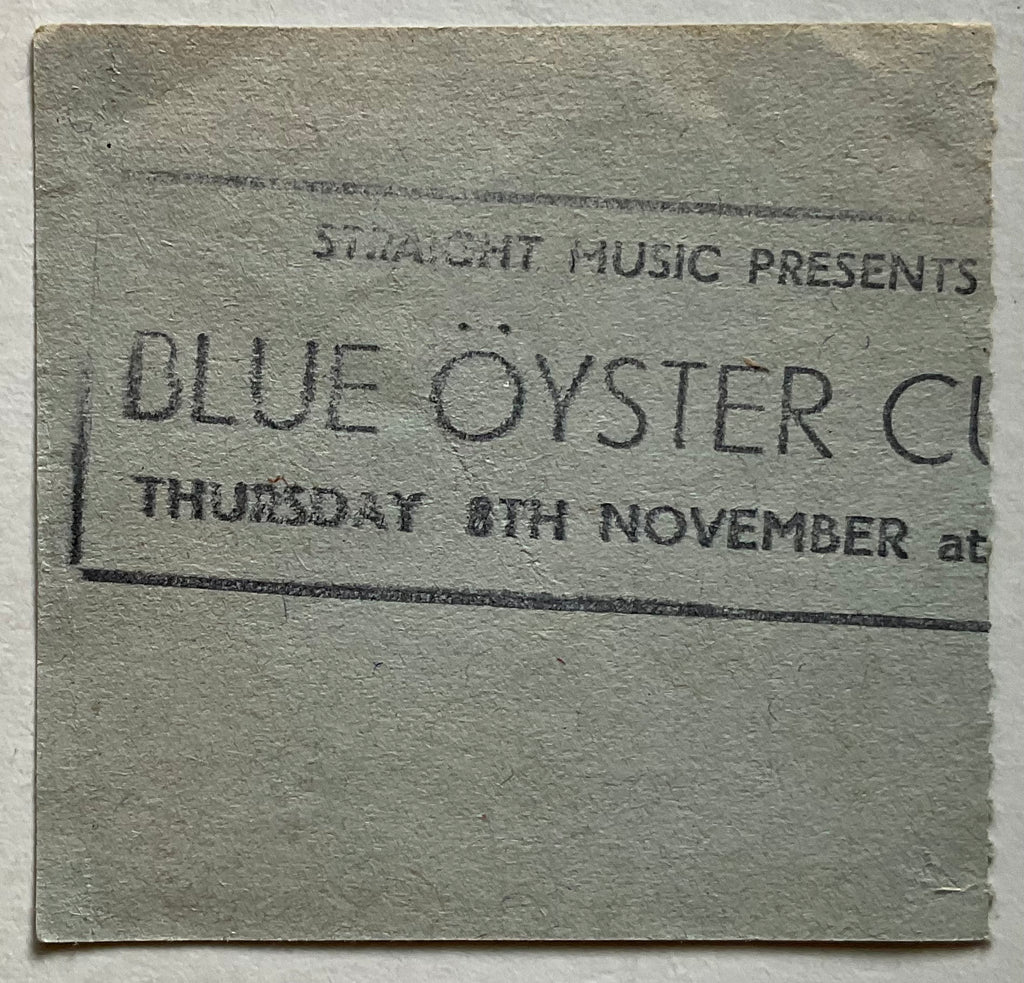 STRAIGHT MUSIC PRESENTS
BLUE ÖYSTER CU
THURSDAY 8TH NOVEMBER at